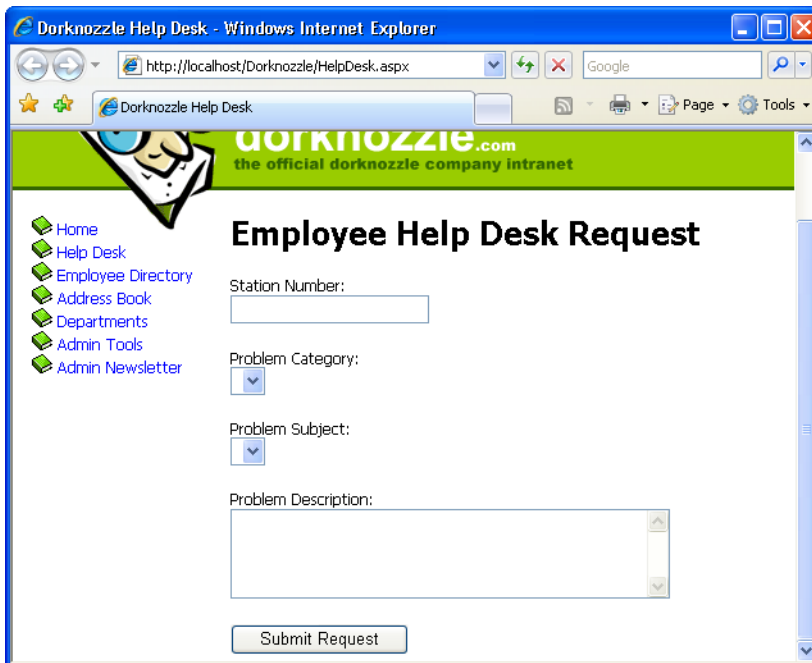 Dorknozzle Help Desk - Windows Internet Explorer
http://localhost/Dorknozzle/HelpDesk.aspx
Google
Dorknozzle Help Desk
Page
Tools
dorknozzle.com
the official dorknozzle company intranet
Home
Help Desk
Employee Directory
Address Book
Departments
Admin Tools
Admin Newsletter
Employee Help Desk Request
Station Number:
Problem Category:
Problem Subject:
Problem Description:
Submit Request